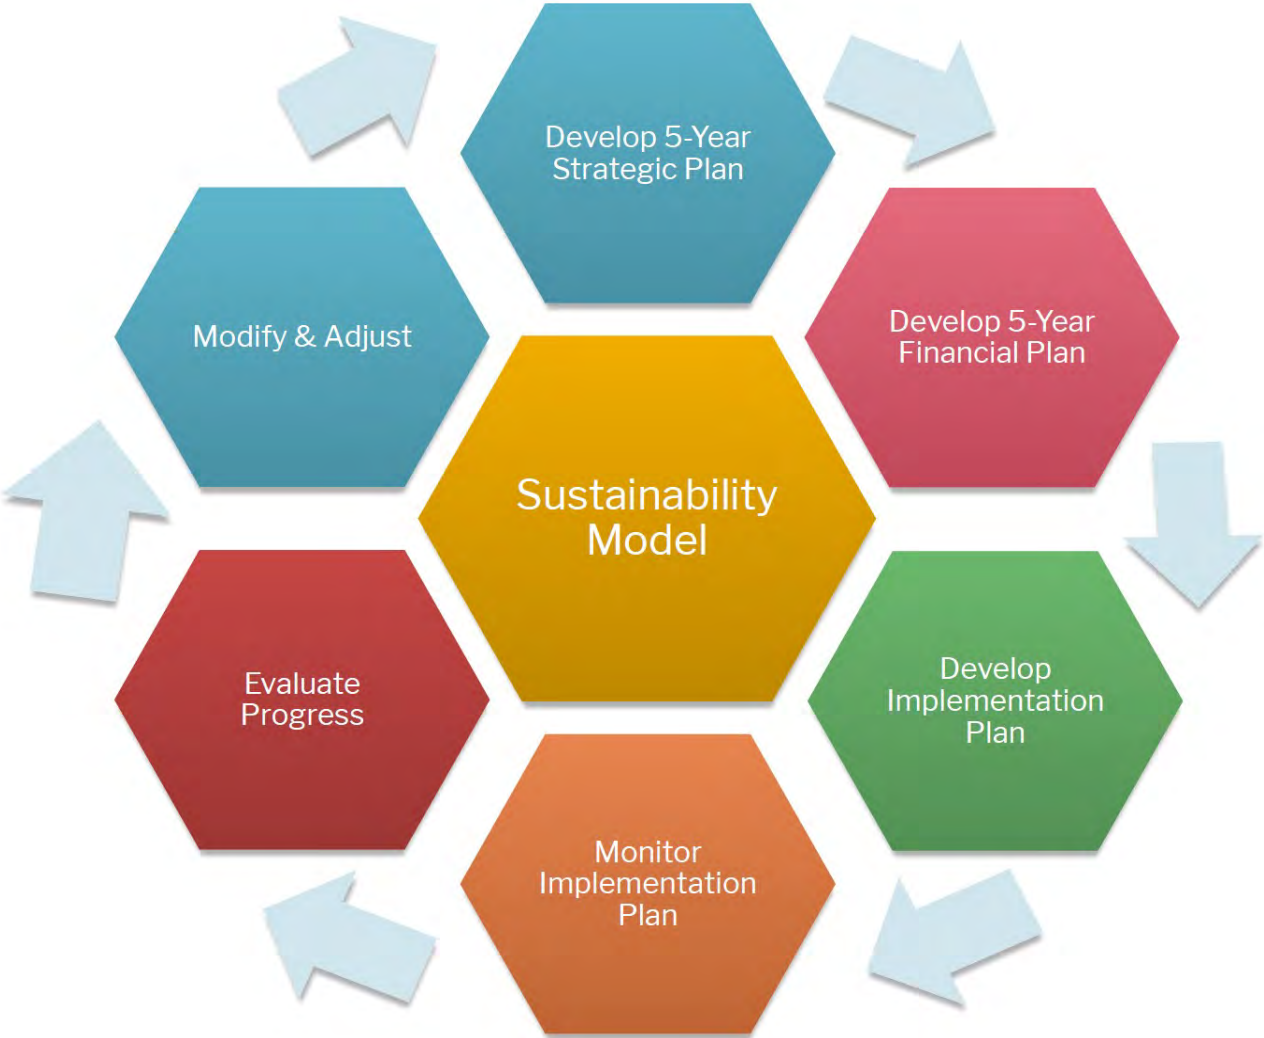 Develop 5-Year
Strategic Plan
Develop 5-Year
Financial Plan
Develop
Implementation
Plan
Monitor
Implementation
Plan
Evaluate
Progress
Modify & Adjust
Sustainability
Model